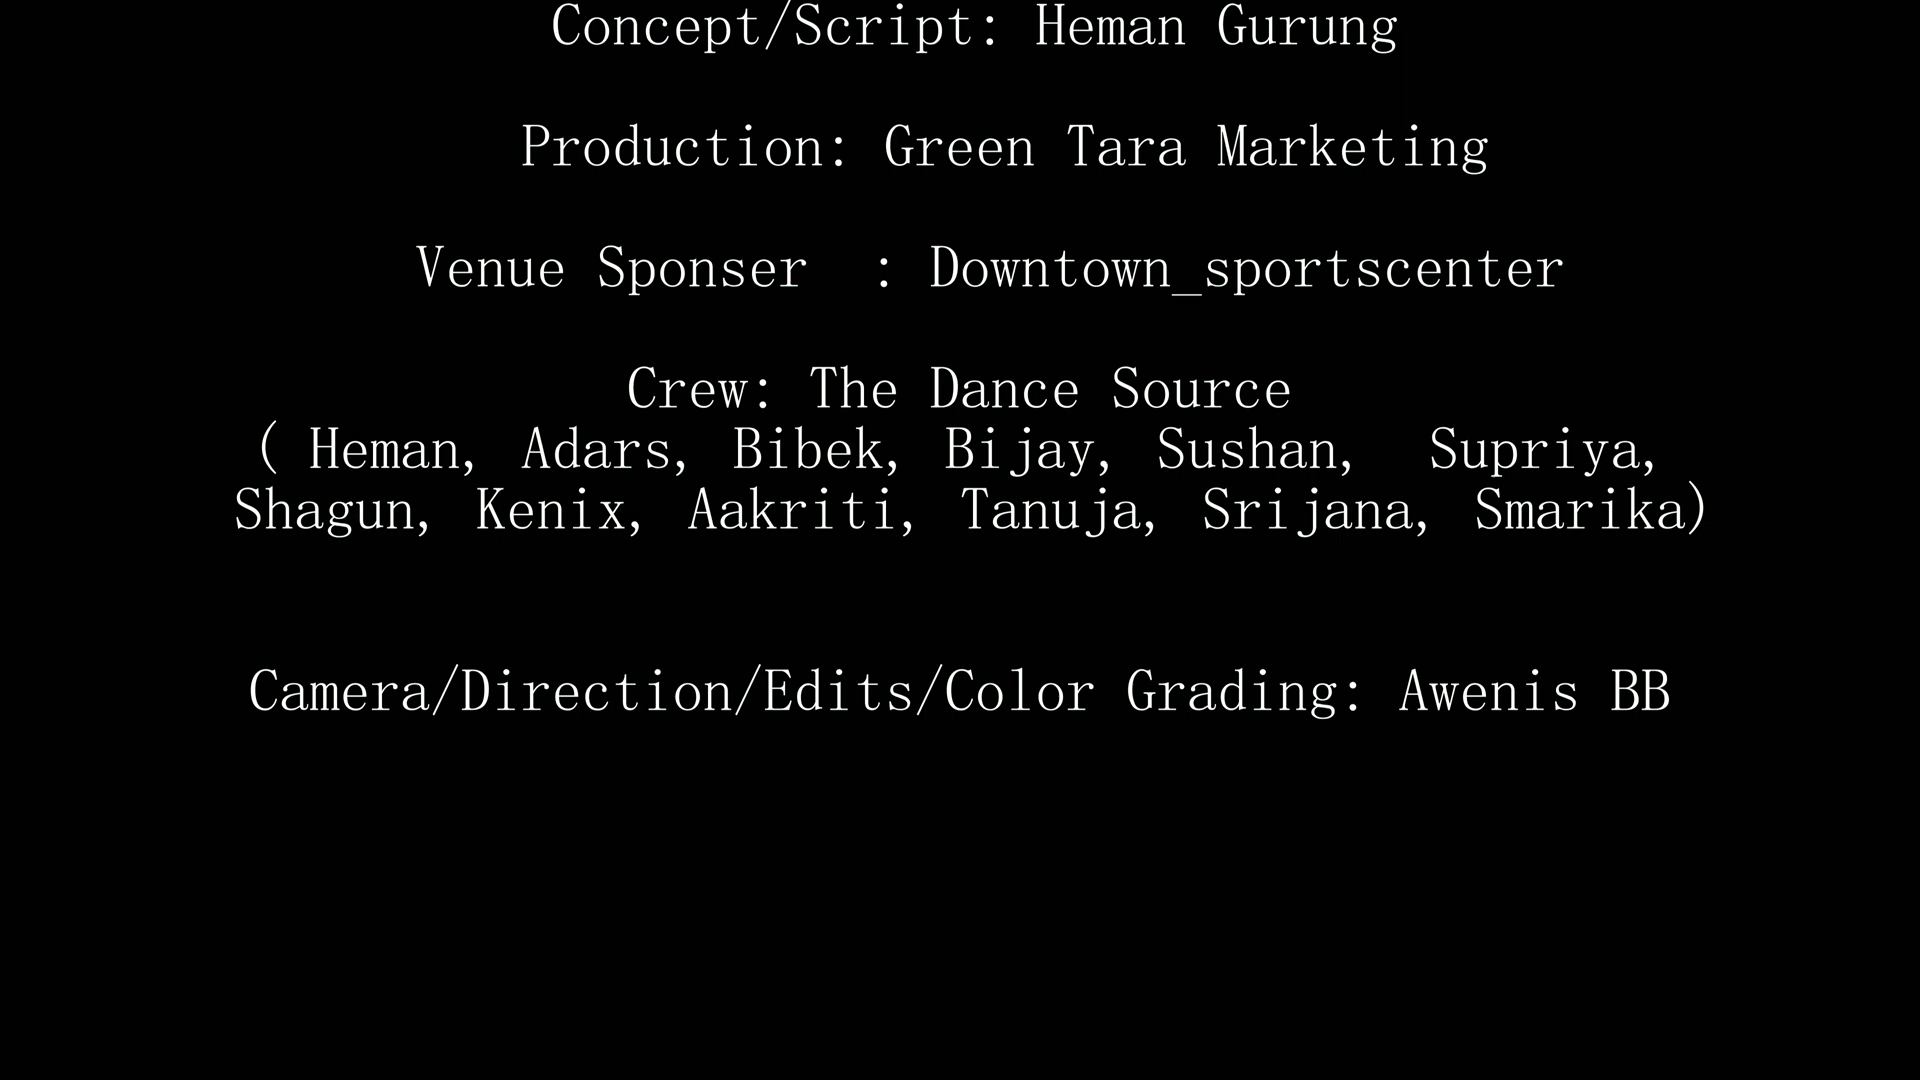 Concept/Script: Heman Gurung
Production: Green Tara Marketing
Venue Sponser  : Downtown_sportscenter
Crew: The Dance Source
( Heman, Adars, Bibek, Bijay, Sushan,  Supriya,
Shagun, Kenix, Aakriti, Tanuja, Srijana, Smarika)
Camera/Direction/Edits/Color Grading: Awenis BB